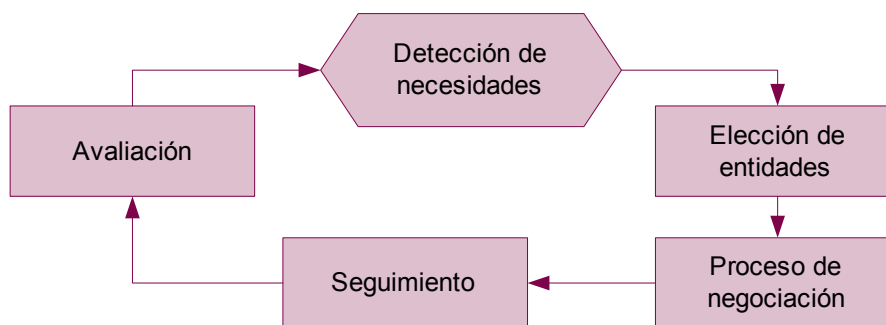 Detección de
necesidades
Elección de
entidades
Proceso de
negociación
Seguimiento
Avaliación